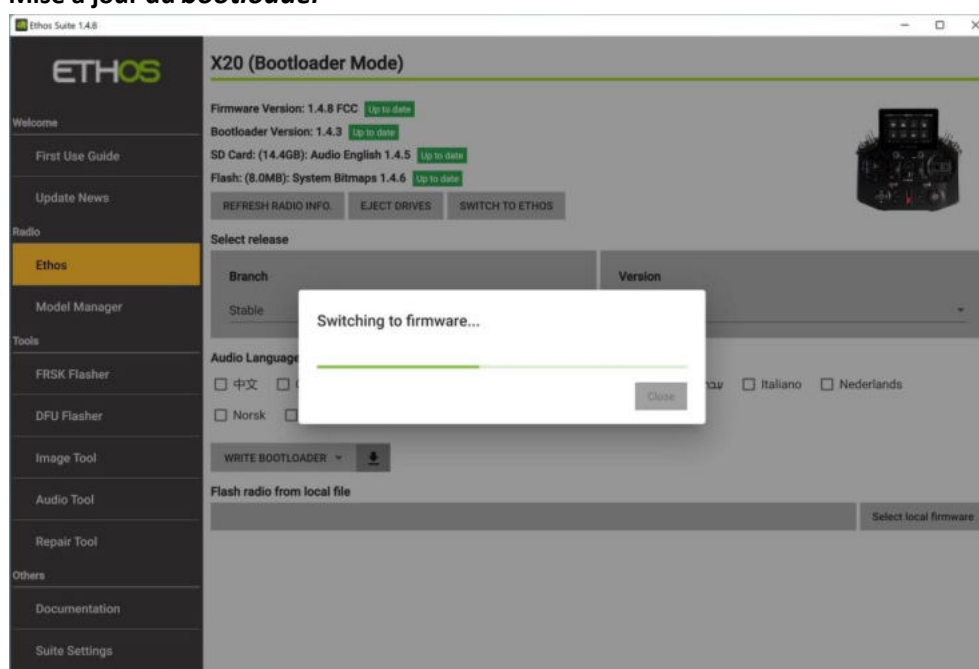 Mise à jour du bootloader
Ethos Suite 1.4.8
ETHOS
X20 (Bootloader Mode)
Firmware Version: 1.4.8 FCC Up to date
Bootloader Version: 1.4.3 Up to date
SD Card: (14.4GB): Audio English 1.4.5 Up to date
Flash: (8.0MB): System Bitmaps 1.4.6 Up to date
REFRESH RADIO INFO. EJECT DRIVES SWITCH TO ETHOS
Welcome
First Use Guide
Update News
Radio
Ethos
Model Manager
Tools
FRSK Flasher
DFU Flasher
Image Tool
Audio Tool
Repair Tool
Others
Documentation
Suite Settings
Select release
Branch Version
Stable
Switching to firmware...
Close
Audio Language
中文 Italiano Nederlands
Norsk
WRITE BOOTLOADER
Flash radio from local file
Select local firmware